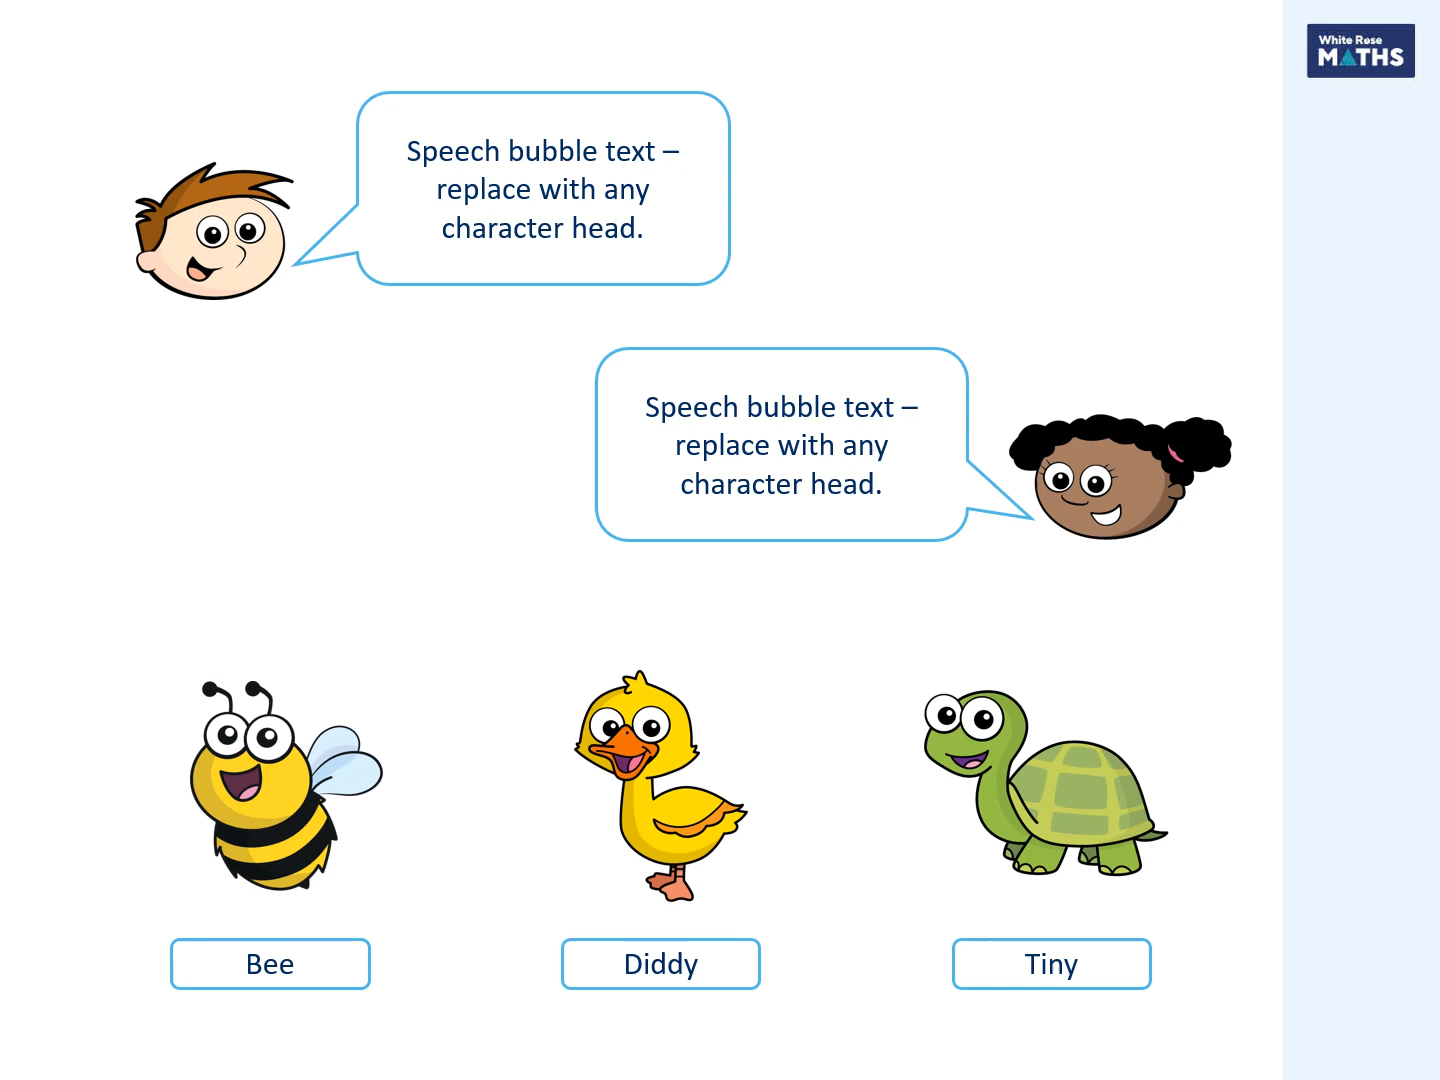 White Rose
MATHS
Speech bubble text –
replace with any
character head.
Speech bubble text –
replace with any
character head.
Bee
Diddy
Tiny